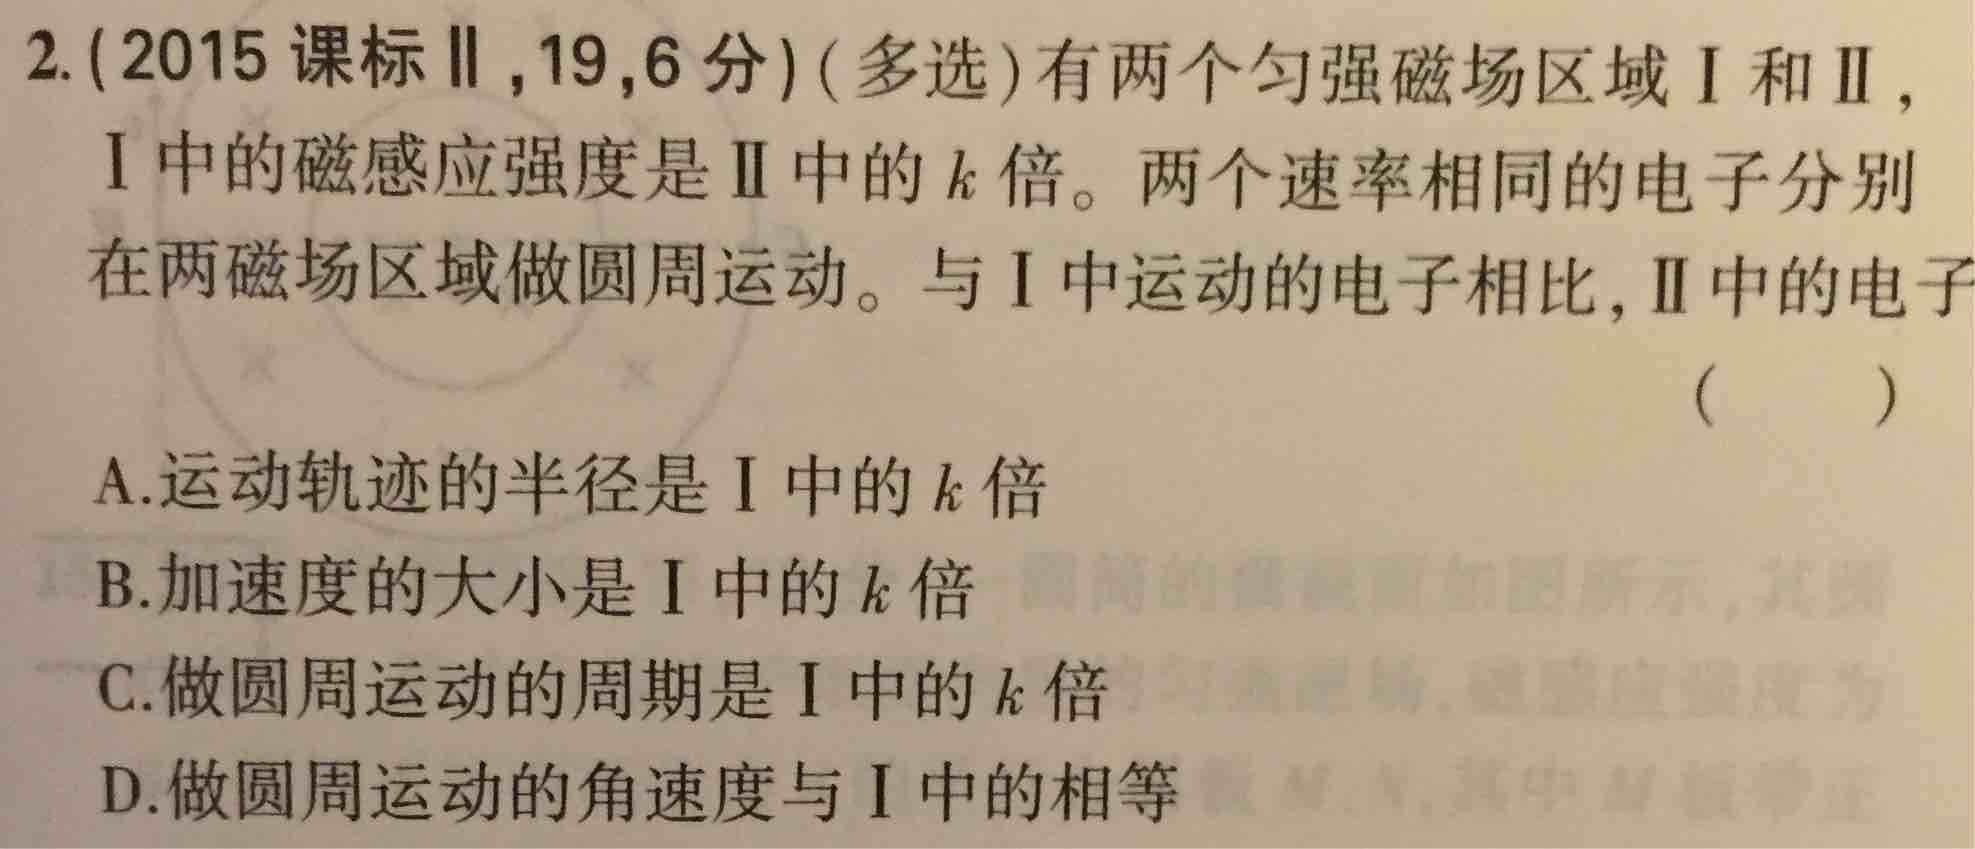 2.(2015 课标Ⅱ,19,6分)(多选)有两个匀强磁场区域Ⅰ和Ⅱ,
Ⅰ中的磁感应强度是Ⅱ中的k倍。两个速率相同的电子分别
在两磁场区域做圆周运动。与Ⅰ中运动的电子相比,Ⅱ中的电子
(　　)
A.运动轨迹的半径是Ⅰ中的k倍
B.加速度的大小是Ⅰ中的k倍
C.做圆周运动的周期是Ⅰ中的k倍
D.做圆周运动的角速度与Ⅰ中的相等